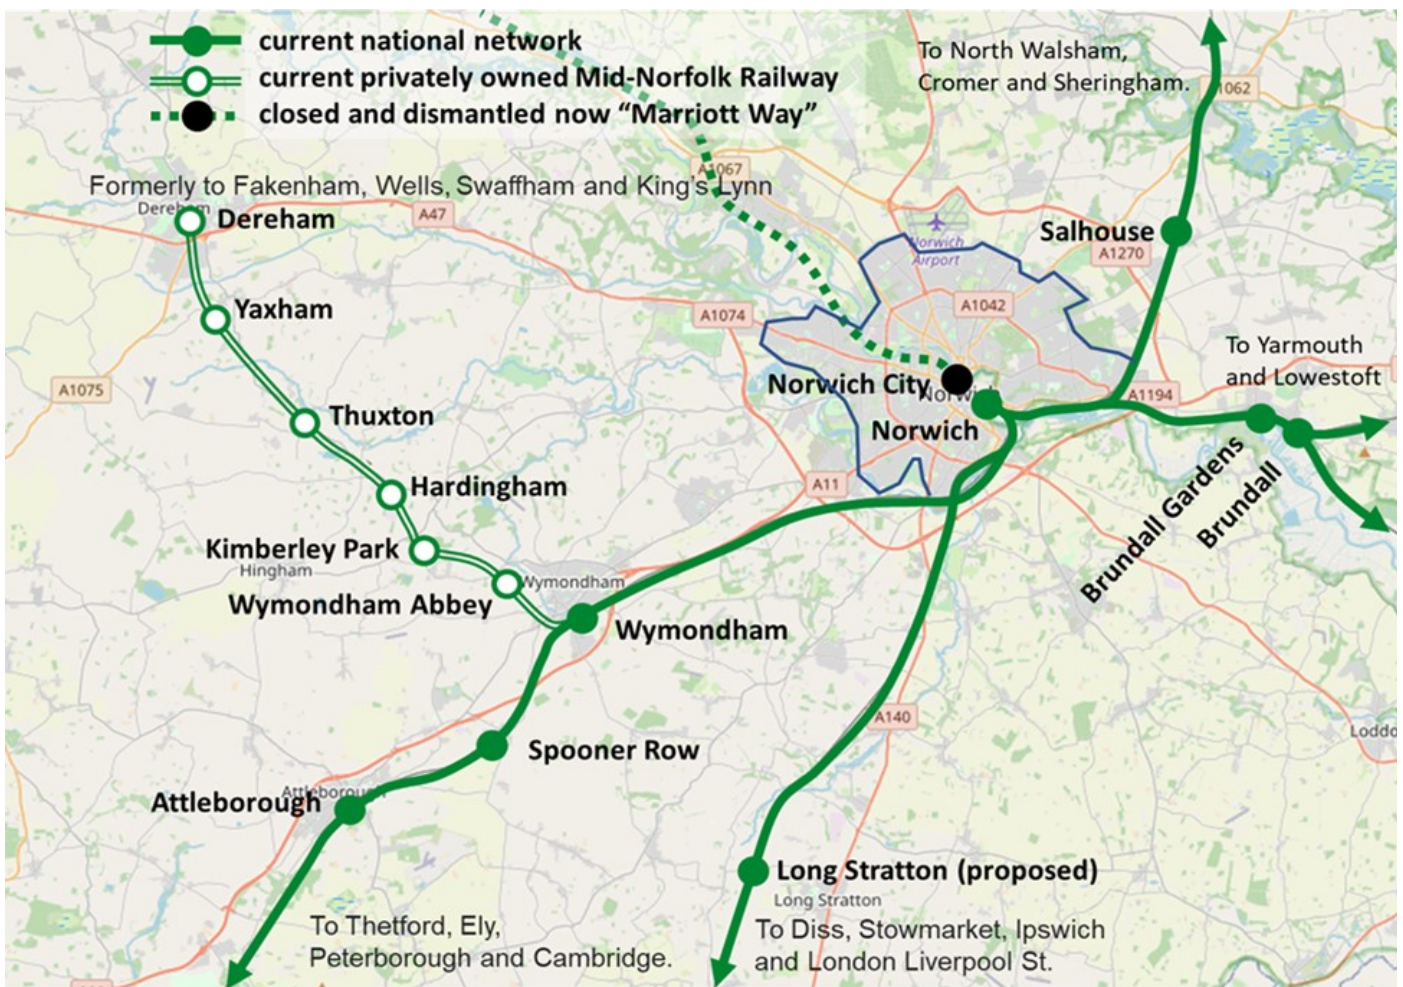 current national network
current privately owned Mid-Norfolk Railway
closed and dismantled now “Marriott Way”
To North Walsham,
Cromer and Sheringham.
1062
A1067
Formerly to Fakenham, Wells, Swaffham and King's Lynn
Dereham
Dereham
A47
Norwich
Airport
Salhouse
A1270
Yaxham
A1074
A1042
To Yarmouth
and Lowestoft
A1075
Norwich City
A1194
Thuxton
Norwich
A11
Hardingham
Brundall Gardens
Brundall
Kimberley Park
Hingham
Wymondham
Wymondham Abbey
Wymondham
A140
Loddo
Spooner Row
Attleborough
Attleborough
Long Stratton (proposed)
Long Stratton
To Thetford, Ely,
Peterborough and Cambridge.
To Diss, Stowmarket, Ipswich
and London Liverpool St.